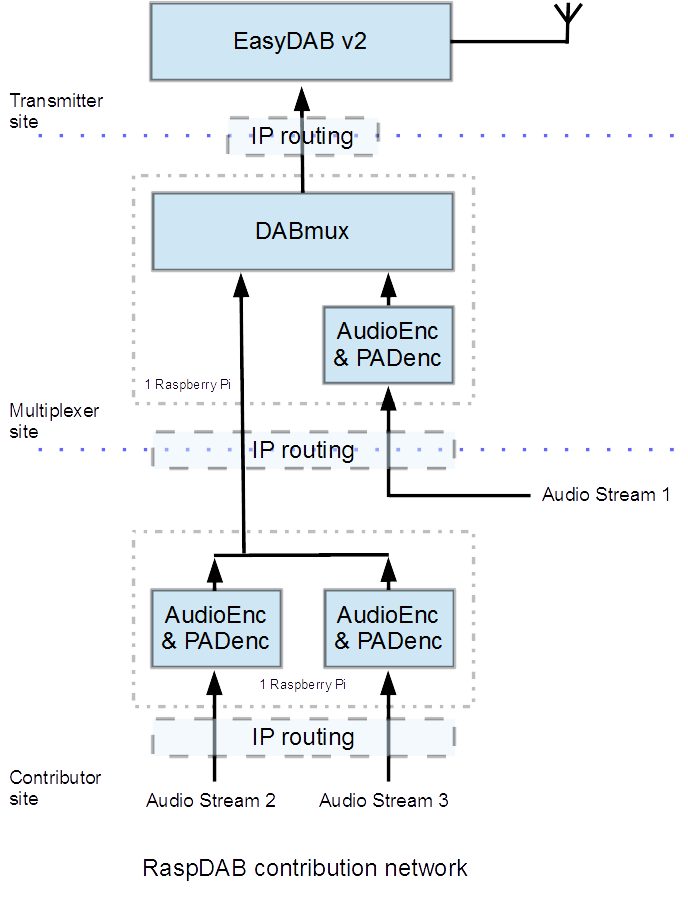 EasyDAB v2
Transmitter
site
IP routing
DABmux
AudioEnc
& PADenc
1 Raspberry Pi
Multiplexer
site
IP routing
Audio Stream 1
AudioEnc
& PADenc
AudioEnc
& PADenc
1 Raspberry Pi
IP routing
Contributor
site
Audio Stream 2
Audio Stream 3
RaspDAB contribution network